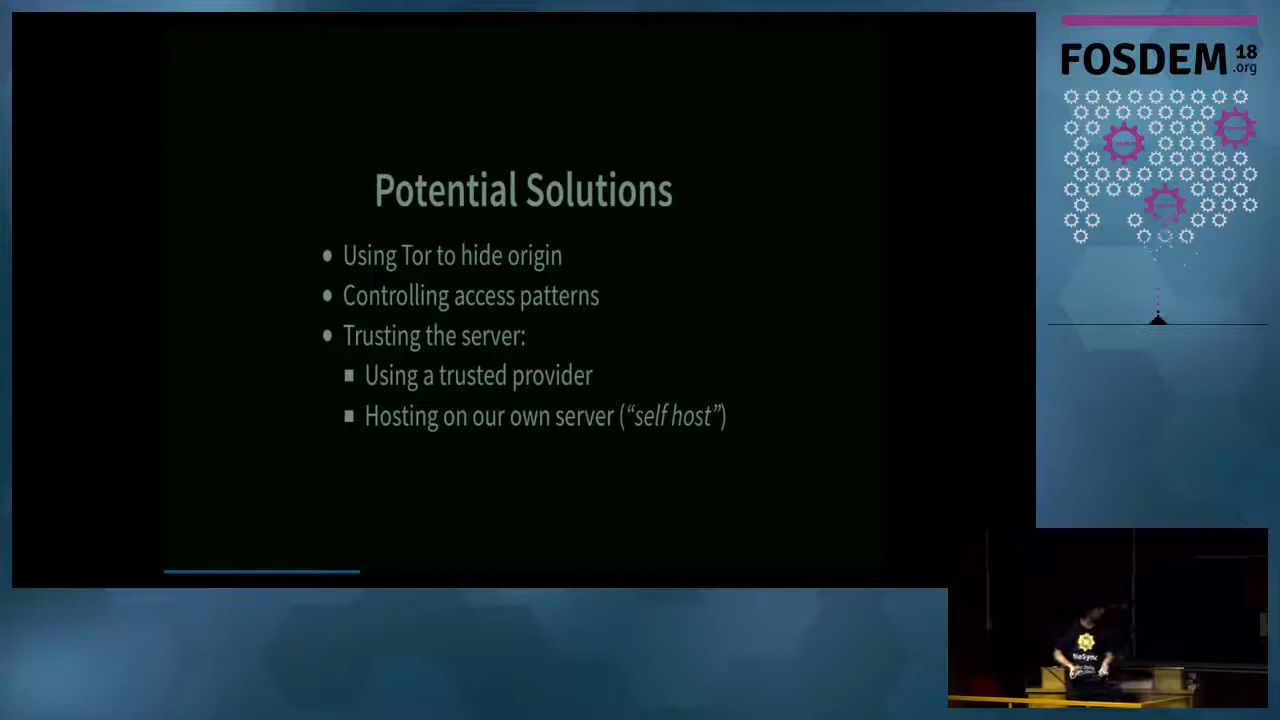 Potential Solutions
• Using Tor to hide origin
• Controlling access patterns
• Trusting the server:
▪ Using a trusted provider
▪ Hosting on our own server (“self host”)
FOSDEM 18
.org